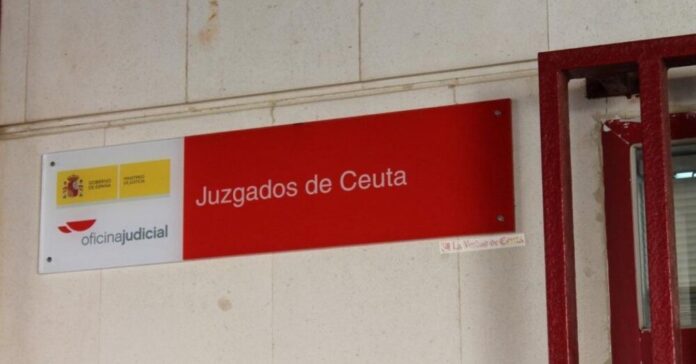 GOBIERNO
DE ESPAÑA
MINISTERIO
DE JUSTICIA
oficinajudicial
Juzgados de Ceuta
La Verdad de Ceuta